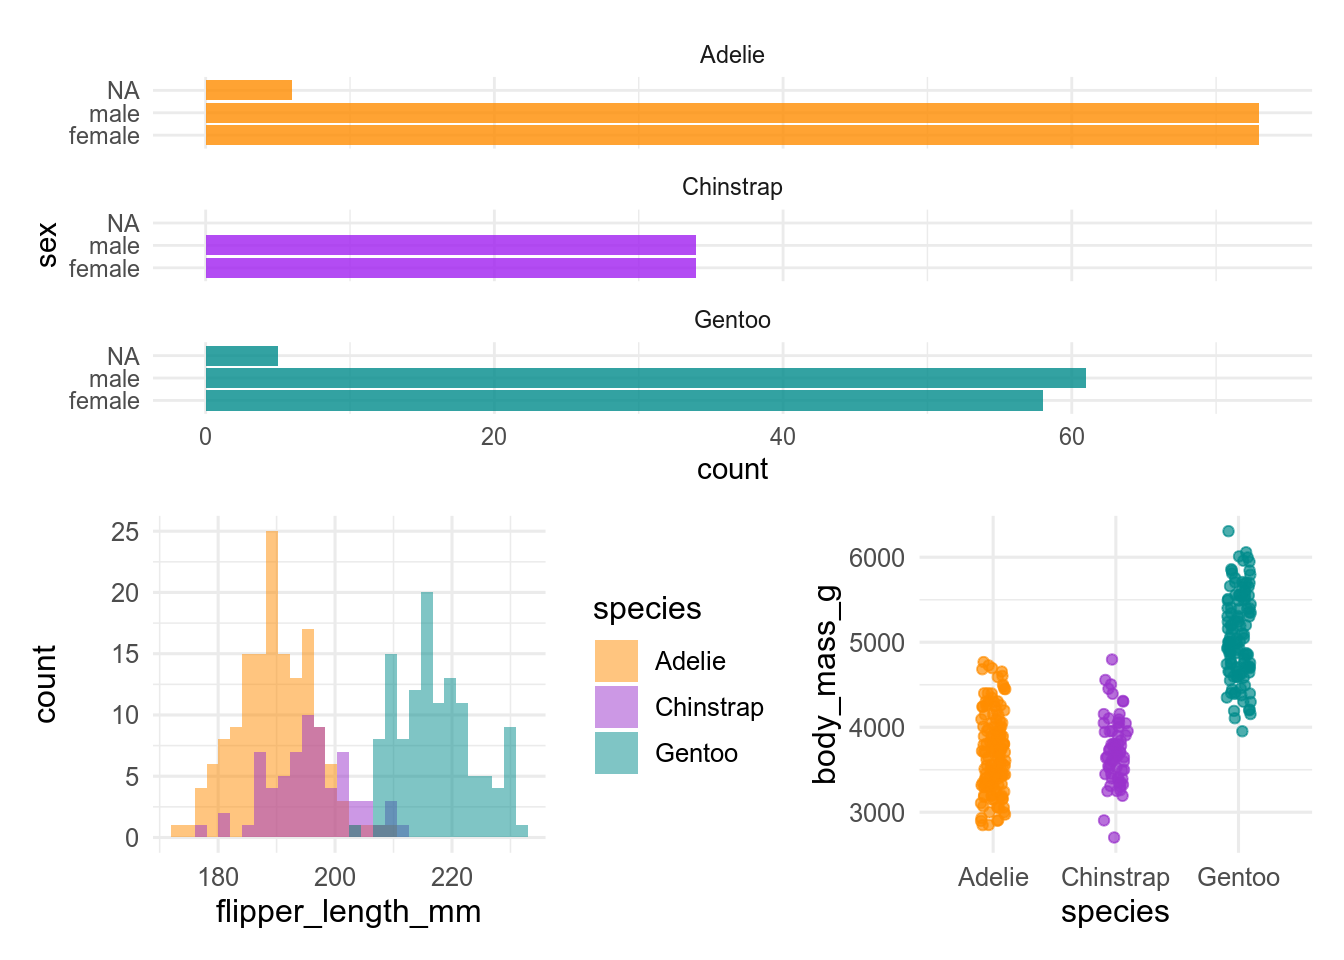 Adelie
NA
male
female
Chinstrap
NA
male
female
sex
Gentoo
NA
male
female
0 20 40 60
count
25
20
15
10
5
0
count
180 200 220
flipper_length_mm
species
Adelie
Chinstrap
Gentoo
6000
5000
4000
3000
body_mass_g
Adelie Chinstrap Gentoo
species